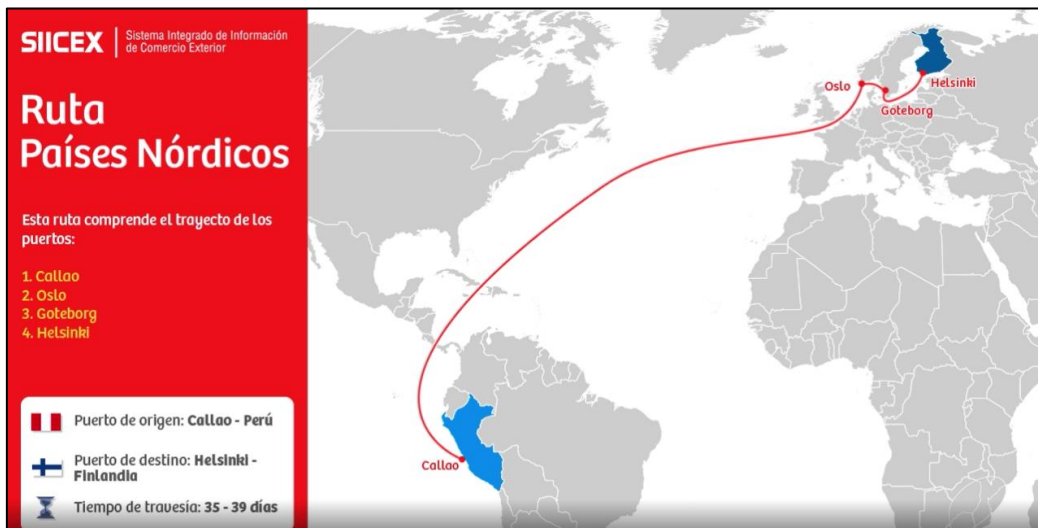 SIICEX
Sistema Integrado de Información
de Comercio Exterior
Ruta
Países Nórdicos
Esta ruta comprende el trayecto de los
puertos:
1. Callao
2. Oslo
3. Goteborg
4. Helsinki
Puerto de origen: Callao - Perú
Puerto de destino: Helsinki -
Finlandia
Tiempo de travesía: 35 - 39 días
Oslo
Goteborg
Helsinki
Callao